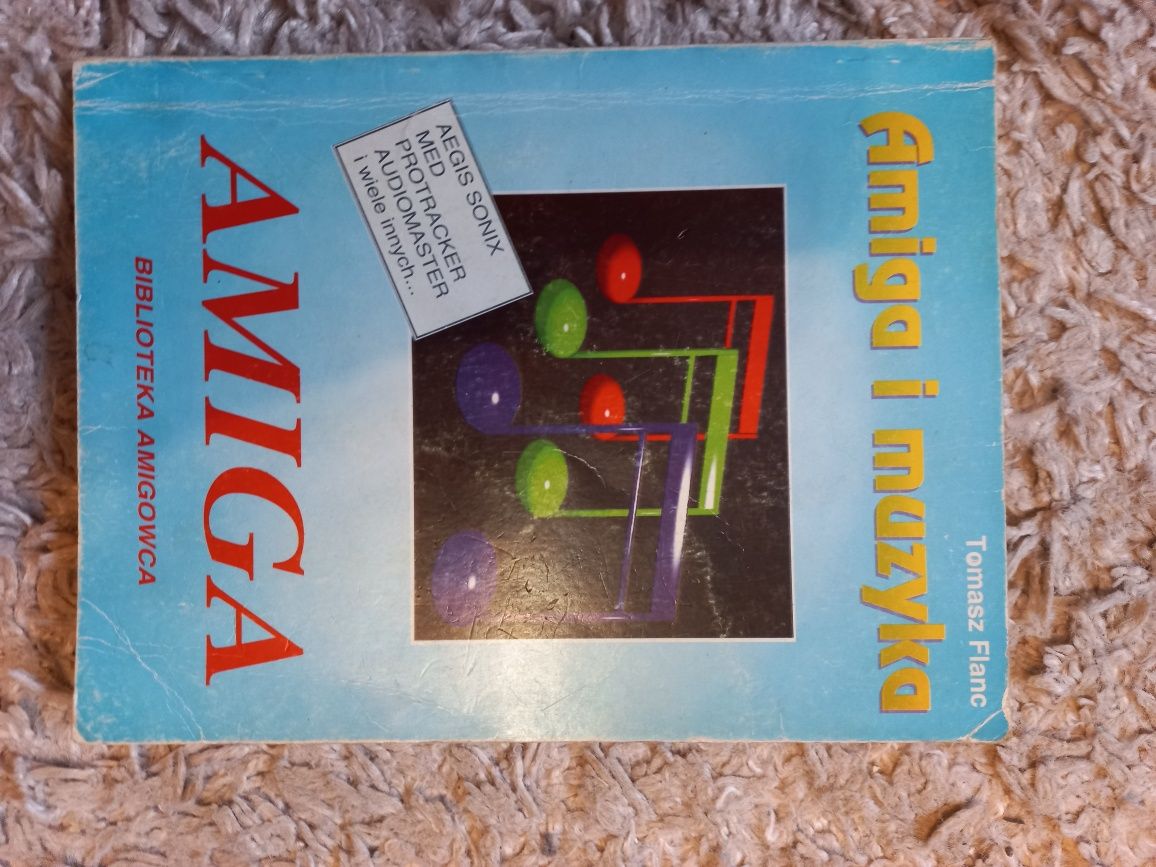 Tomasz Flanc
Amiga i muzyka
AEGIS SONIX
MED
PROTRACKER
AUDIOMASTER
i wiele innych...
AMIGA
BIBLIOTEKA AMIGOWCA